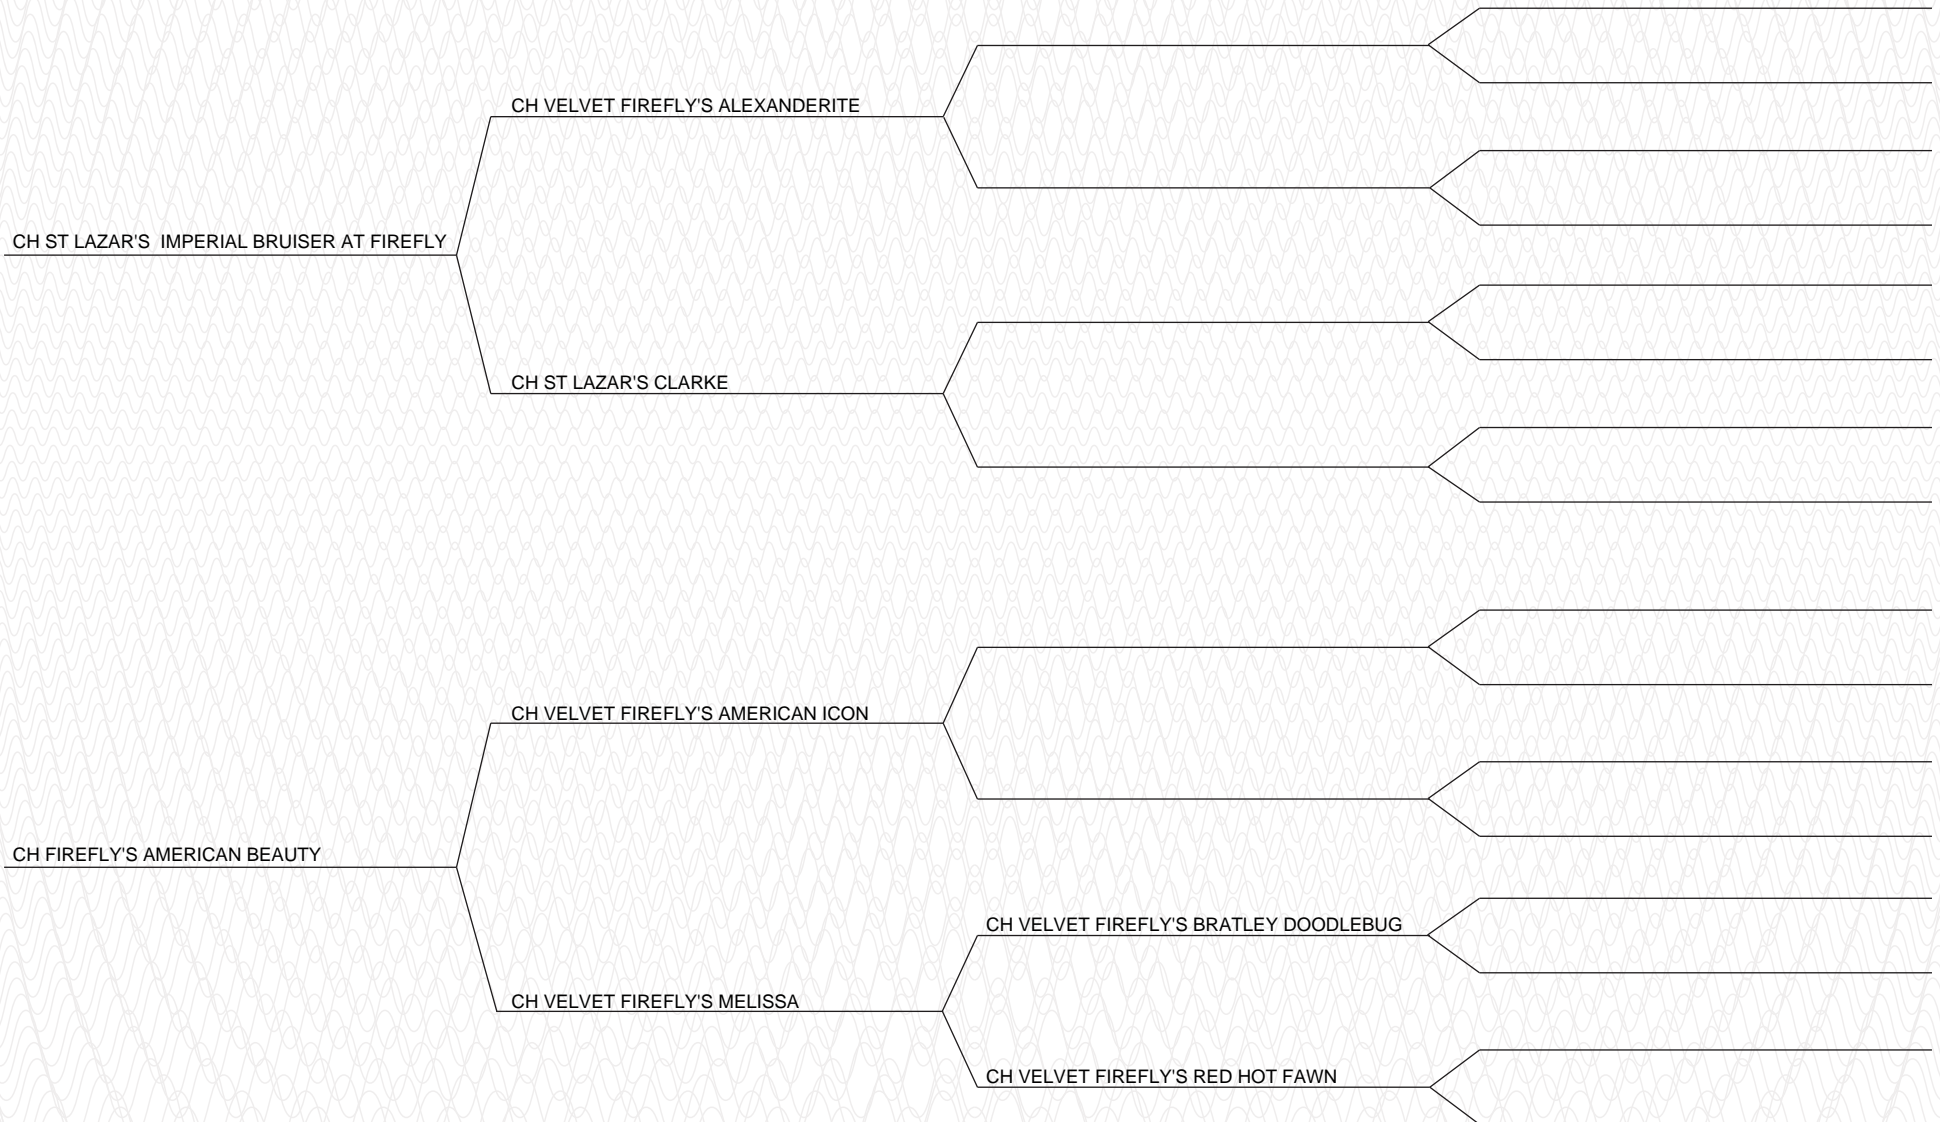 CH VELVET FIREFLY'S ALEXANDERITE
CH ST LAZAR'S  IMPERIAL BRUISER AT FIREFLY
CH ST LAZAR'S CLARKE
CH VELVET FIREFLY'S AMERICAN ICON
CH FIREFLY'S AMERICAN BEAUTY
CH VELVET FIREFLY'S BRATLEY DOODLEBUG
CH VELVET FIREFLY'S MELISSA
CH VELVET FIREFLY'S RED HOT FAWN